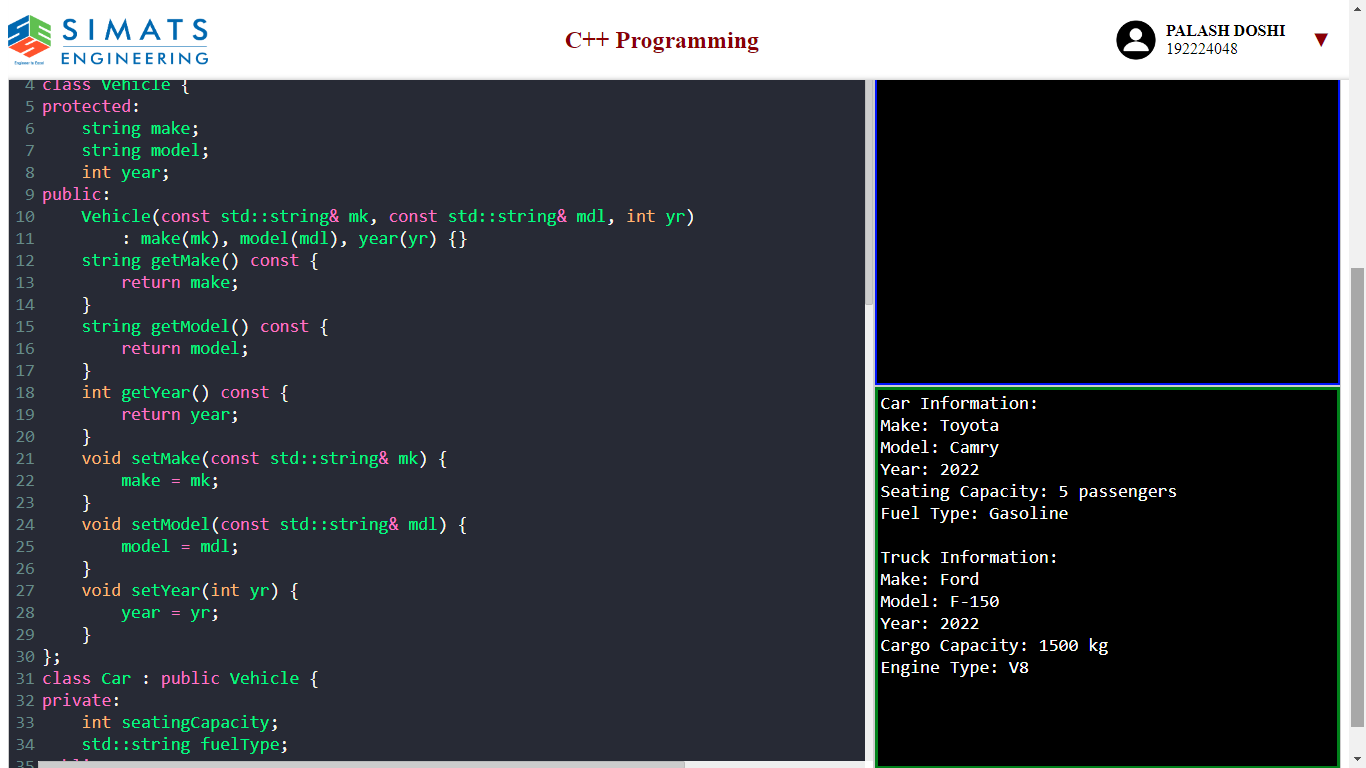 SIMATS
ENGINEERING
Engineer to Excel
C++ Programming
PALASH DOSHI
192224048
▼
4 class Vehicle {
5 protected:
6     string make;
7     string model;
8     int year;
9 public:
10     Vehicle(const std::string& mk, const std::string& mdl, int yr)
11         : make(mk), model(mdl), year(yr) {}
12     string getMake() const {
13         return make;
14     }
15     string getModel() const {
16         return model;
17     }
18     int getYear() const {
19         return year;
20     }
21     void setMake(const std::string& mk) {
22         make = mk;
23     }
24     void setModel(const std::string& mdl) {
25         model = mdl;
26     }
27     void setYear(int yr) {
28         year = yr;
29     }
30 };
31 class Car : public Vehicle {
32 private:
33     int seatingCapacity;
34     std::string fuelType;
35
Car Information:
Make: Toyota
Model: Camry
Year: 2022
Seating Capacity: 5 passengers
Fuel Type: Gasoline

Truck Information:
Make: Ford
Model: F-150
Year: 2022
Cargo Capacity: 1500 kg
Engine Type: V8